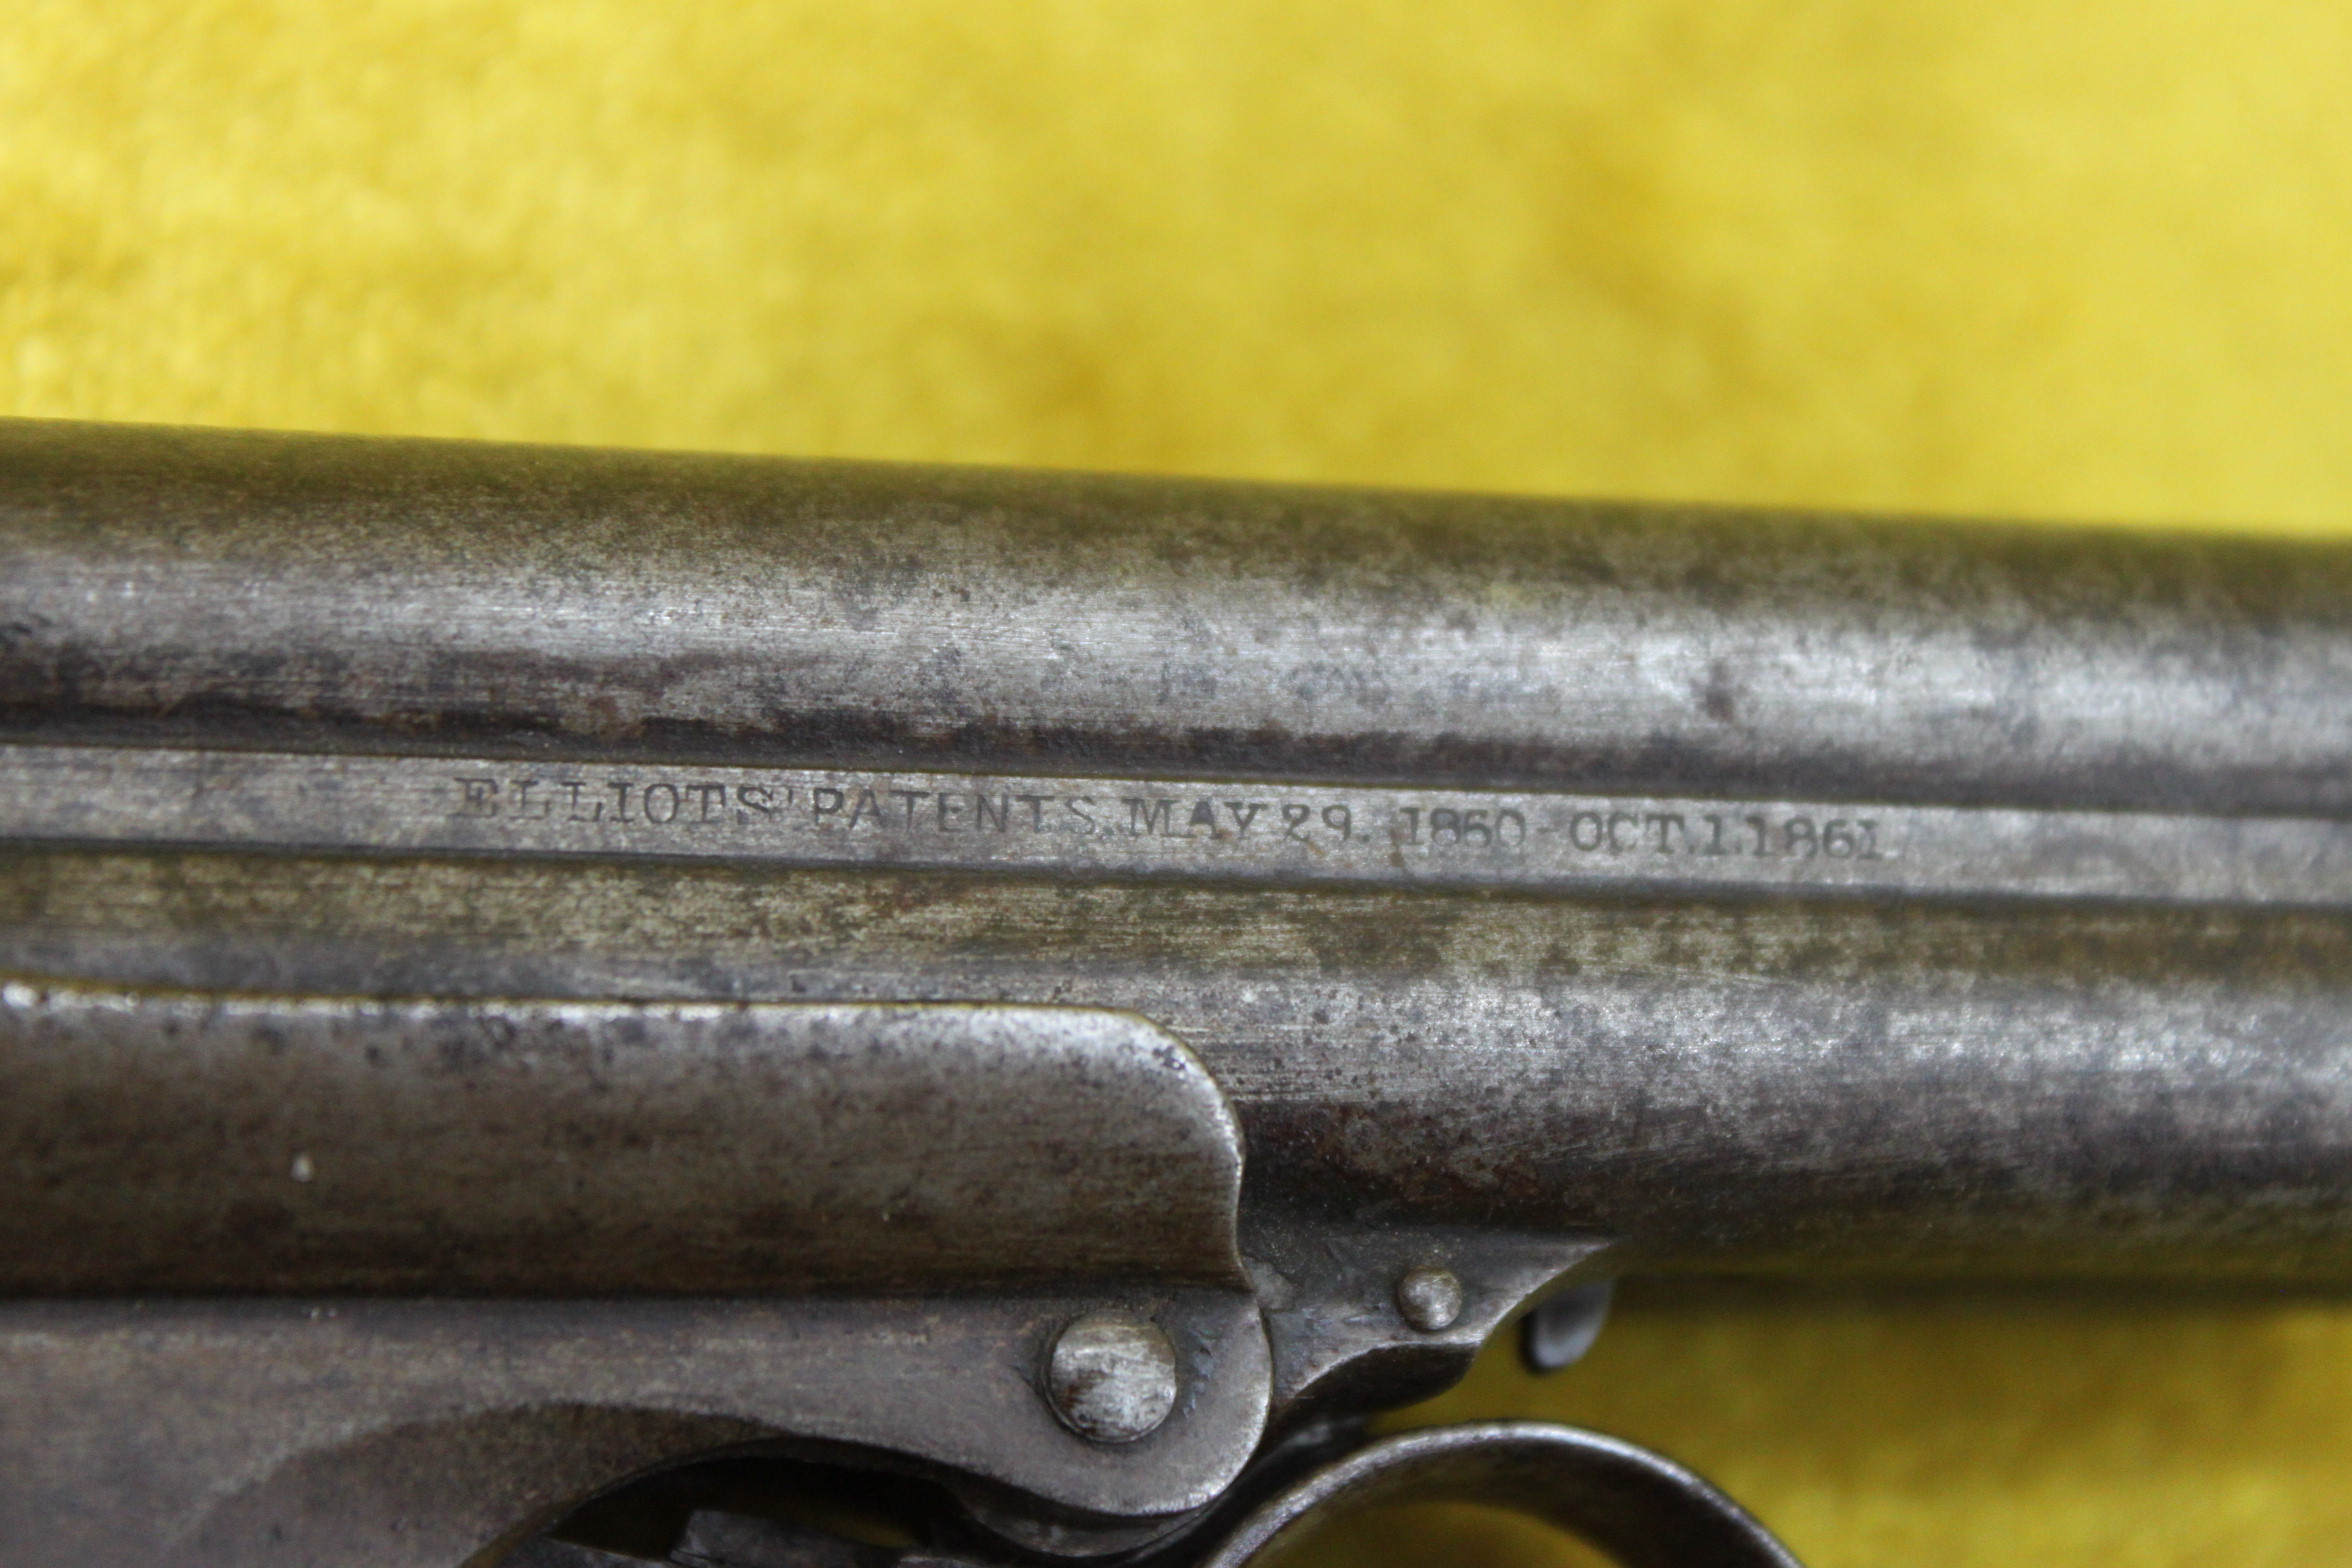 ELLIOTS' PATENTS. MAY 29. 1860 - OCT. 1. 1861.